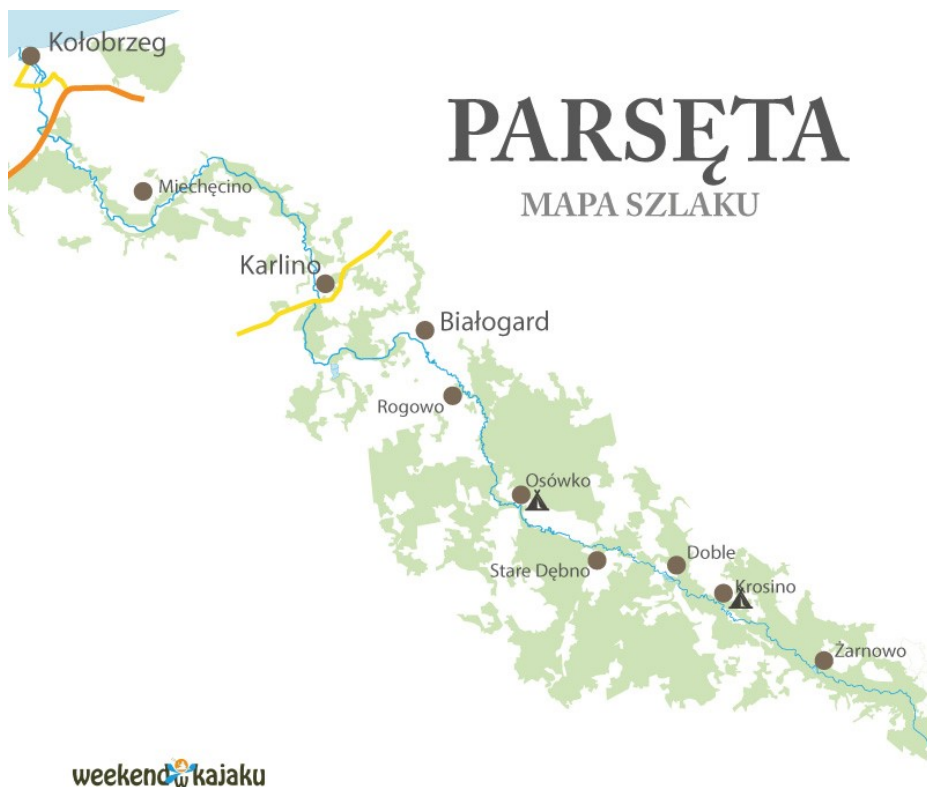 Kołobrzeg
PARSĘTA
MAPA SZLAKU
Miechęcino
Karlino
Białogard
Rogowo
Osówko
Stare Dębno
Doble
Krosino
Żarnowo
weekend w kajaku